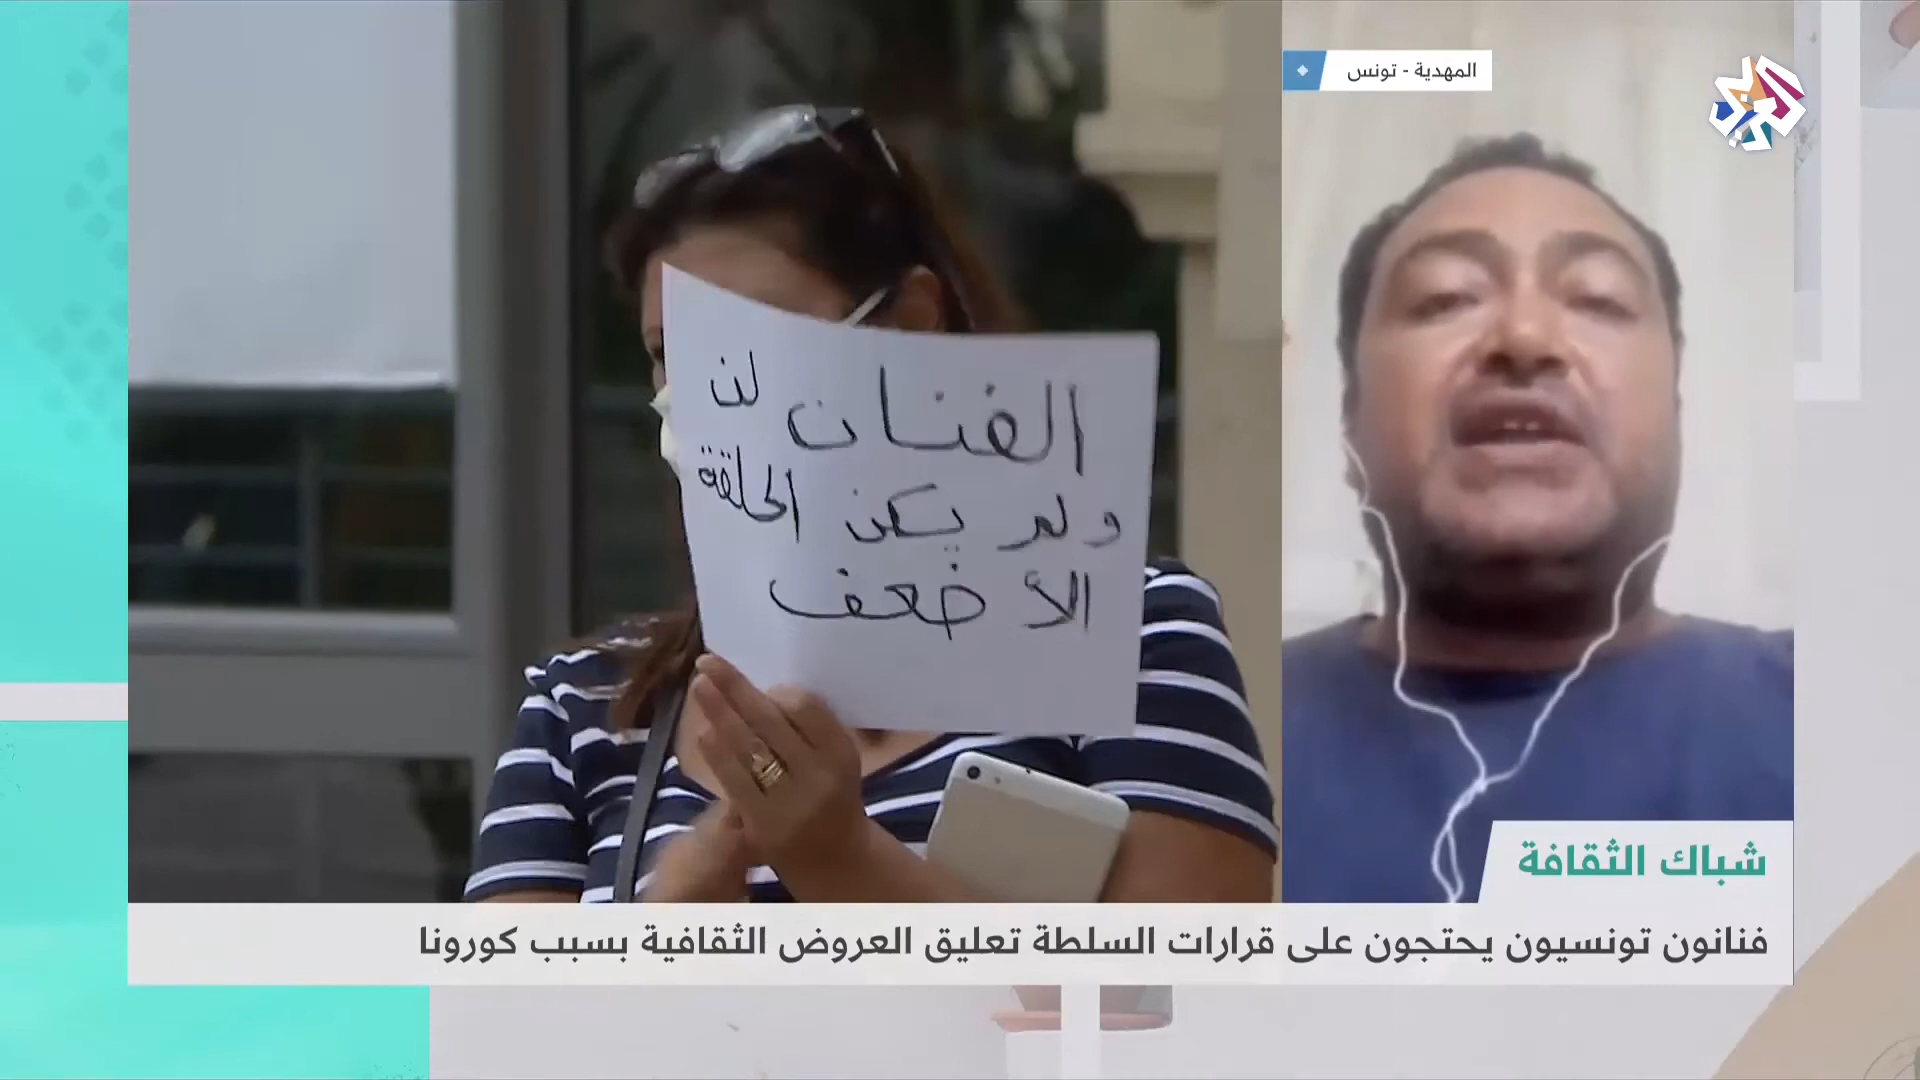 المهدية - تونس
العربي
الفنان لن
ولم يكن الحلقة
الأضعف
شباك الثقافة
فنانون تونسيون يحتجون على قرارات السلطة تعليق العروض الثقافية بسبب كورونا